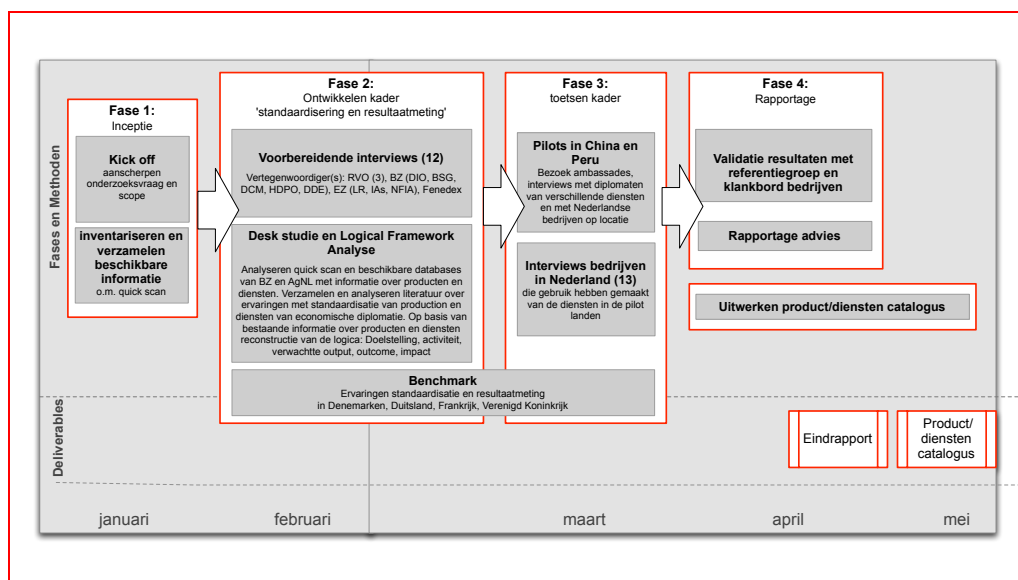 Fases en Methoden
Fase 1:
Inceptie
Kick off
aanscherpen
onderzoeksvraag en
scope
inventariseren en
verzamelen
beschikbare
informatie
o.m. quick scan
Fase 2:
Ontwikkelen kader
'standaardisering en resultaatmeting'
Voorbereidende interviews (12)
Vertegenwoordiger(s): RVO (3), BZ (DIO, BSG,
DCM, HDPO, DDE), EZ (LR, IAs, NFIA), Fenedex
Desk studie en Logical Framework
Analyse
Analyseren quick scan en beschikbare databases
van BZ en AgNL met informatie over producten en
diensten. Verzamelen en analyseren literatuur over
ervaringen met standaardisatie van production en
diensten van economische diplomatie. Op basis van
bestaande informatie over producten en diensten
reconstructie van de logica: Doelstelling, activiteit,
verwachtte output, outcome, impact
Benchmark
Ervaringen standaardisatie en resultaatmeting
in Denemarken, Duitsland, Frankrijk, Verenigd Koninkrijk
Fase 3:
toetsen kader
Pilots in China en
Peru
Bezoek ambassades,
interviews met diplomaten
van verschillende diensten
en met Nederlandse
bedrijven op locatie
Interviews bedrijven
in Nederland (13)
die gebruik hebben gemaakt
van de diensten in de pilot
landen
Fase 4:
Rapportage
Validatie resultaten met
referentiegroep en
klankbord bedrijven
Rapportage advies
Uitwerken product/diensten catalogus
Deliverables
Eindrapport
Product/
diensten
catalogus
januari
februari
maart
april
mei